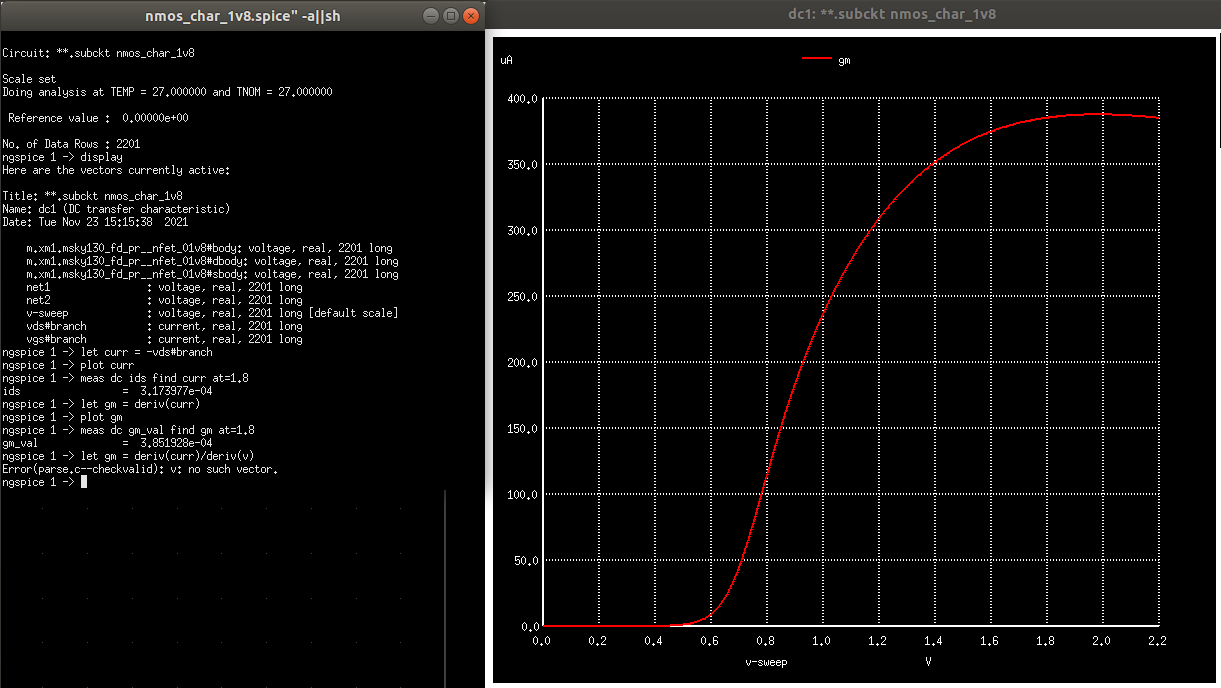 nmos_char_1v8.spice" -a||sh
Circuit: **.subckt nmos_char_1v8
Scale set
Doing analysis at TEMP = 27.000000 and TNOM = 27.000000
Reference value :  0.00000e+00
No. of Data Rows : 2201
ngspice 1 -> display
Here are the vectors currently active:
Title: **.subckt nmos_char_1v8
Name: dc1 (DC transfer characteristic)
Date: Tue Nov 23 15:15:38  2021
m.xm1.msky130_fd_pr__nfet_01v8#body: voltage, real, 2201 long
m.xm1.msky130_fd_pr__nfet_01v8#dbody: voltage, real, 2201 long
m.xm1.msky130_fd_pr__nfet_01v8#sbody: voltage, real, 2201 long
net1 : voltage, real, 2201 long
net2 : voltage, real, 2201 long
v-sweep : voltage, real, 2201 long [default scale]
vds#branch : current, real, 2201 long
vgs#branch : current, real, 2201 long
ngspice 1 -> let curr = -vds#branch
ngspice 1 -> plot curr
ngspice 1 -> meas dc ids find curr at=1.8
ids = 3.173977e-04
ngspice 1 -> let gm = deriv(curr)
ngspice 1 -> plot gm
ngspice 1 -> meas dc gm_val find gm at=1.8
gm_val = 3.851928e-04
ngspice 1 -> let gm = deriv(curr)/deriv(v)
Error(parse.c--checkvalid): v: no such vector.
ngspice 1 ->
dc1: **.subckt nmos_char_1v8
uA
gm
400.0
350.0
300.0
250.0
200.0
150.0
100.0
50.0
0.0
0.0 0.2 0.4 0.6 0.8 1.0 1.2 1.4 1.6 1.8 2.0 2.2
v-sweep V